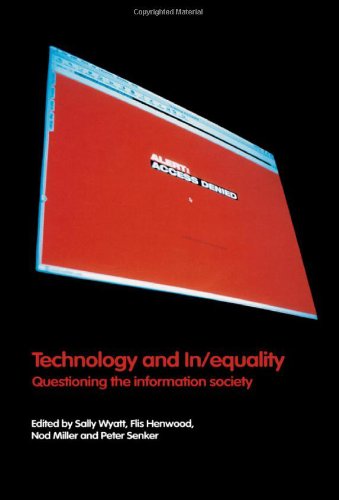 Copyrighted Material
ALERT!
ACCESS DENIED
Technology and In/equality
Questioning the information society
Edited by Sally Wyatt, Flis Henwood,
Nod Miller and Peter Senker